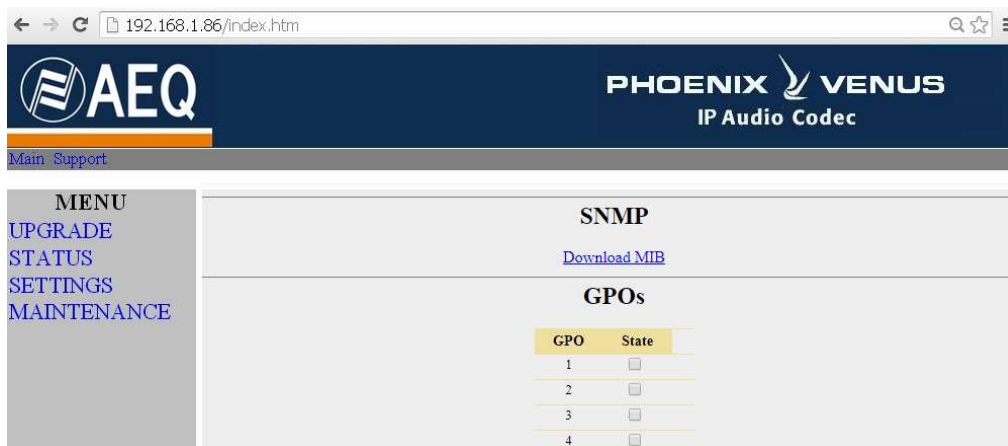 192.168.1.86/index.htm
AEQ
PHOENIX VENUS
IP Audio Codec
Main Support
MENU
UPGRADE
STATUS
SETTINGS
MAINTENANCE
SNMP
Download MIB
GPOs
GPO State
1
2
3
4